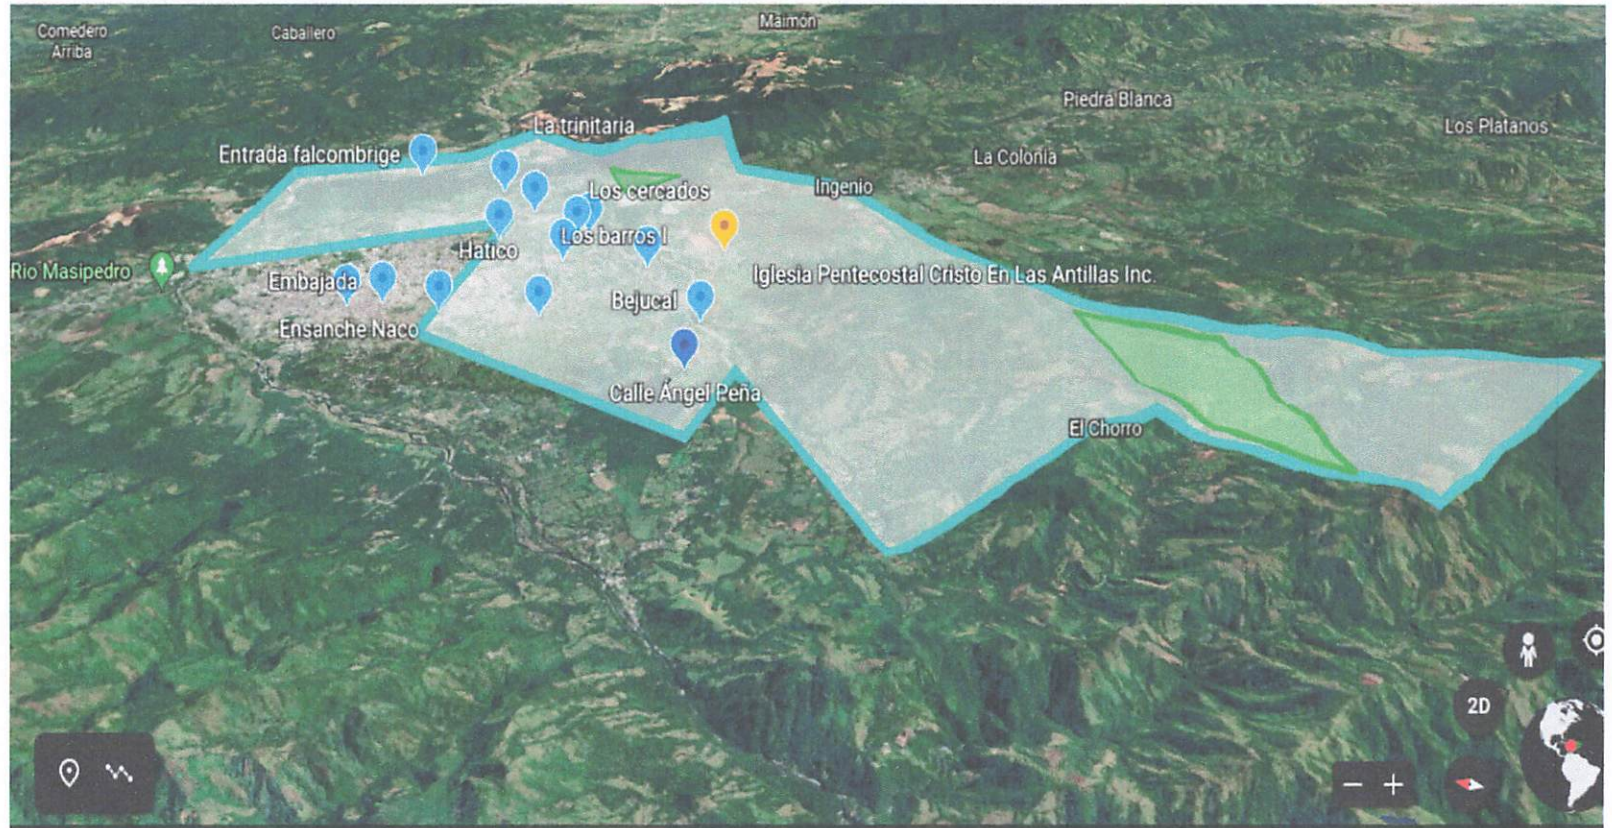 Maimón
Comedero
Arriba
Caballero
Piedra Blanca
La trinitaria
Los Platanos
Entrada falcombrige
La Colonia
Ingenio
Los cercados
Los barros I
Hatico
Rio Masipedro
Iglesia Pentecostal Cristo En Las Antillas Inc.
Embajada
Bejucal
Ensanche Naco
Calle Ángel Peña
El Chorro
2D